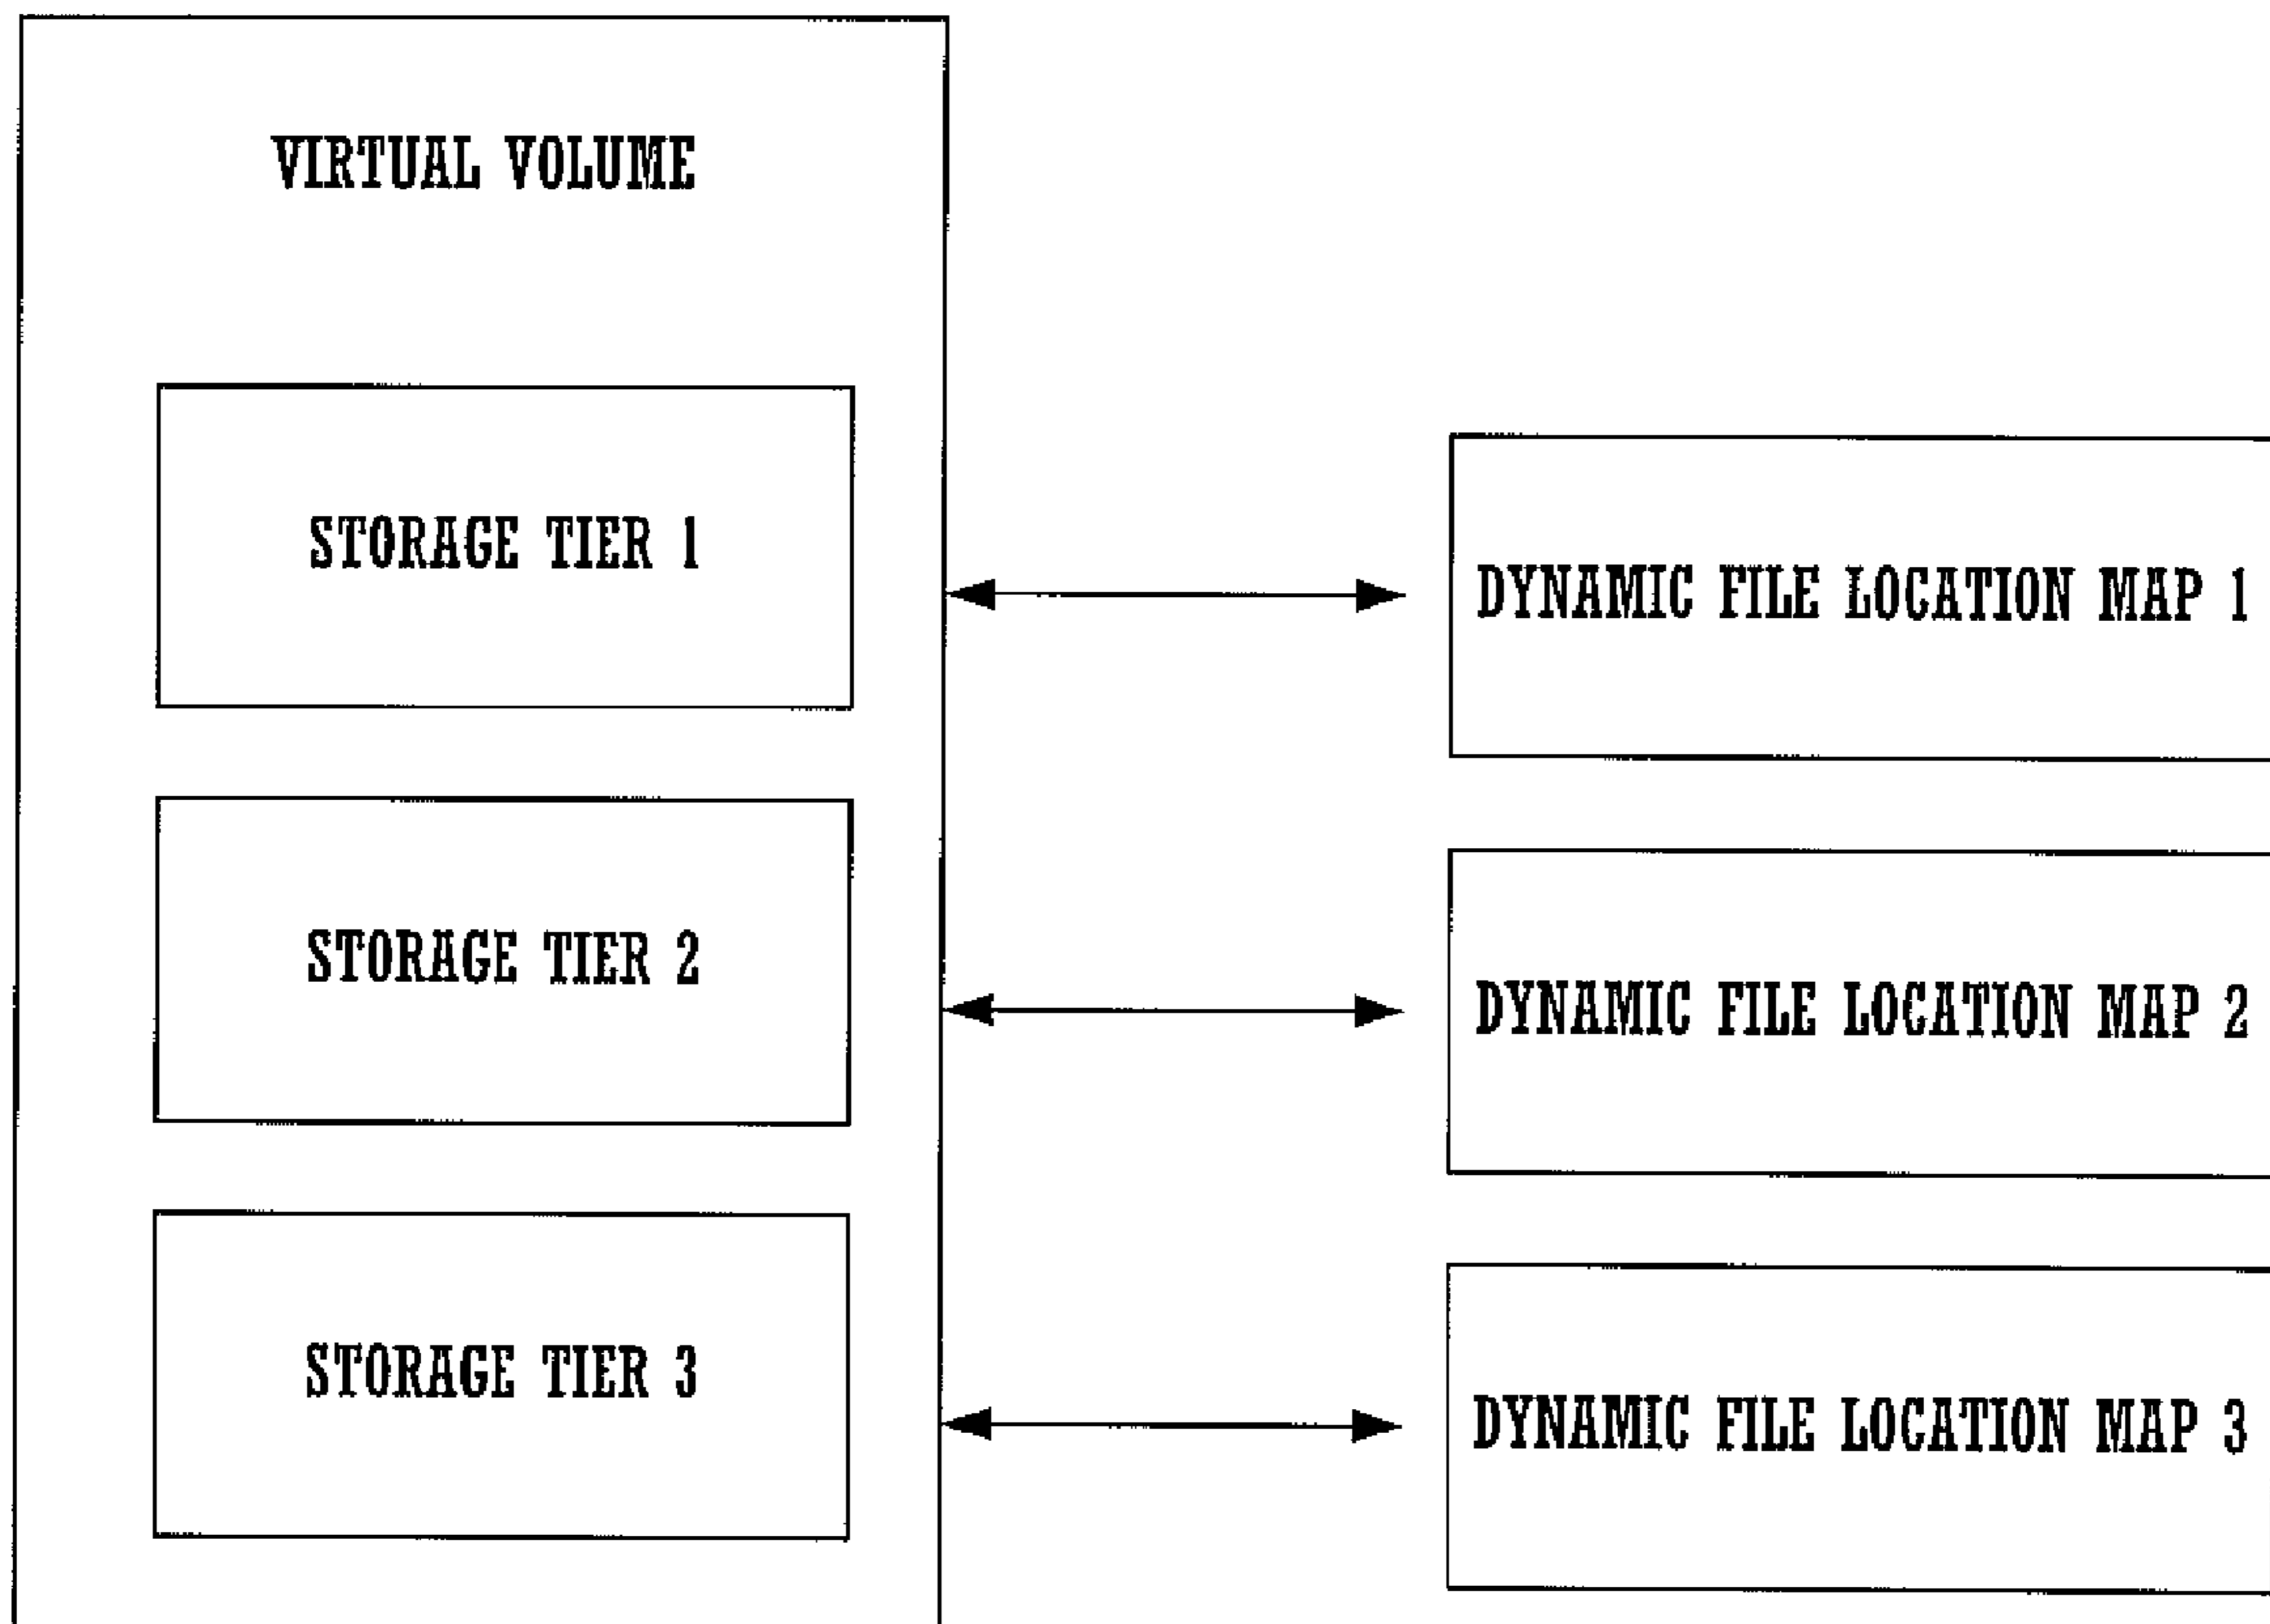 VIRTUAL VOLUME
STORAGE TIER 1
DYNAMIC FILE LOCATION MAP 1
STORAGE TIER 2
DYNAMIC FILE LOCATION MAP 2
STORAGE TIER 3
DYNAMIC FILE LOCATION MAP 3